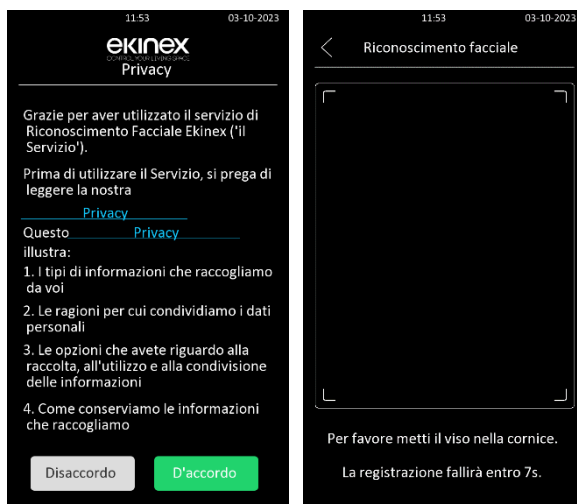 11:53 03-10-2023
ekinex
CONTROL YOUR LIVING SPACE
Privacy
Grazie per aver utilizzato il servizio di
Riconoscimento Facciale Ekinex ('il
Servizio').
Prima di utilizzare il Servizio, si prega di
leggere la nostra
Privacy
Questo Privacy
illustra:
1. I tipi di informazioni che raccogliamo
da voi
2. Le ragioni per cui condividiamo i dati
personali
3. Le opzioni che avete riguardo alla
raccolta, all'utilizzo e alla condivisione
delle informazioni
4. Come conserviamo le informazioni
che raccogliamo
Disaccordo D'accordo
11:53 03-10-2023
Riconoscimento facciale
Per favore metti il viso nella cornice.
La registrazione fallirà entro 7s.